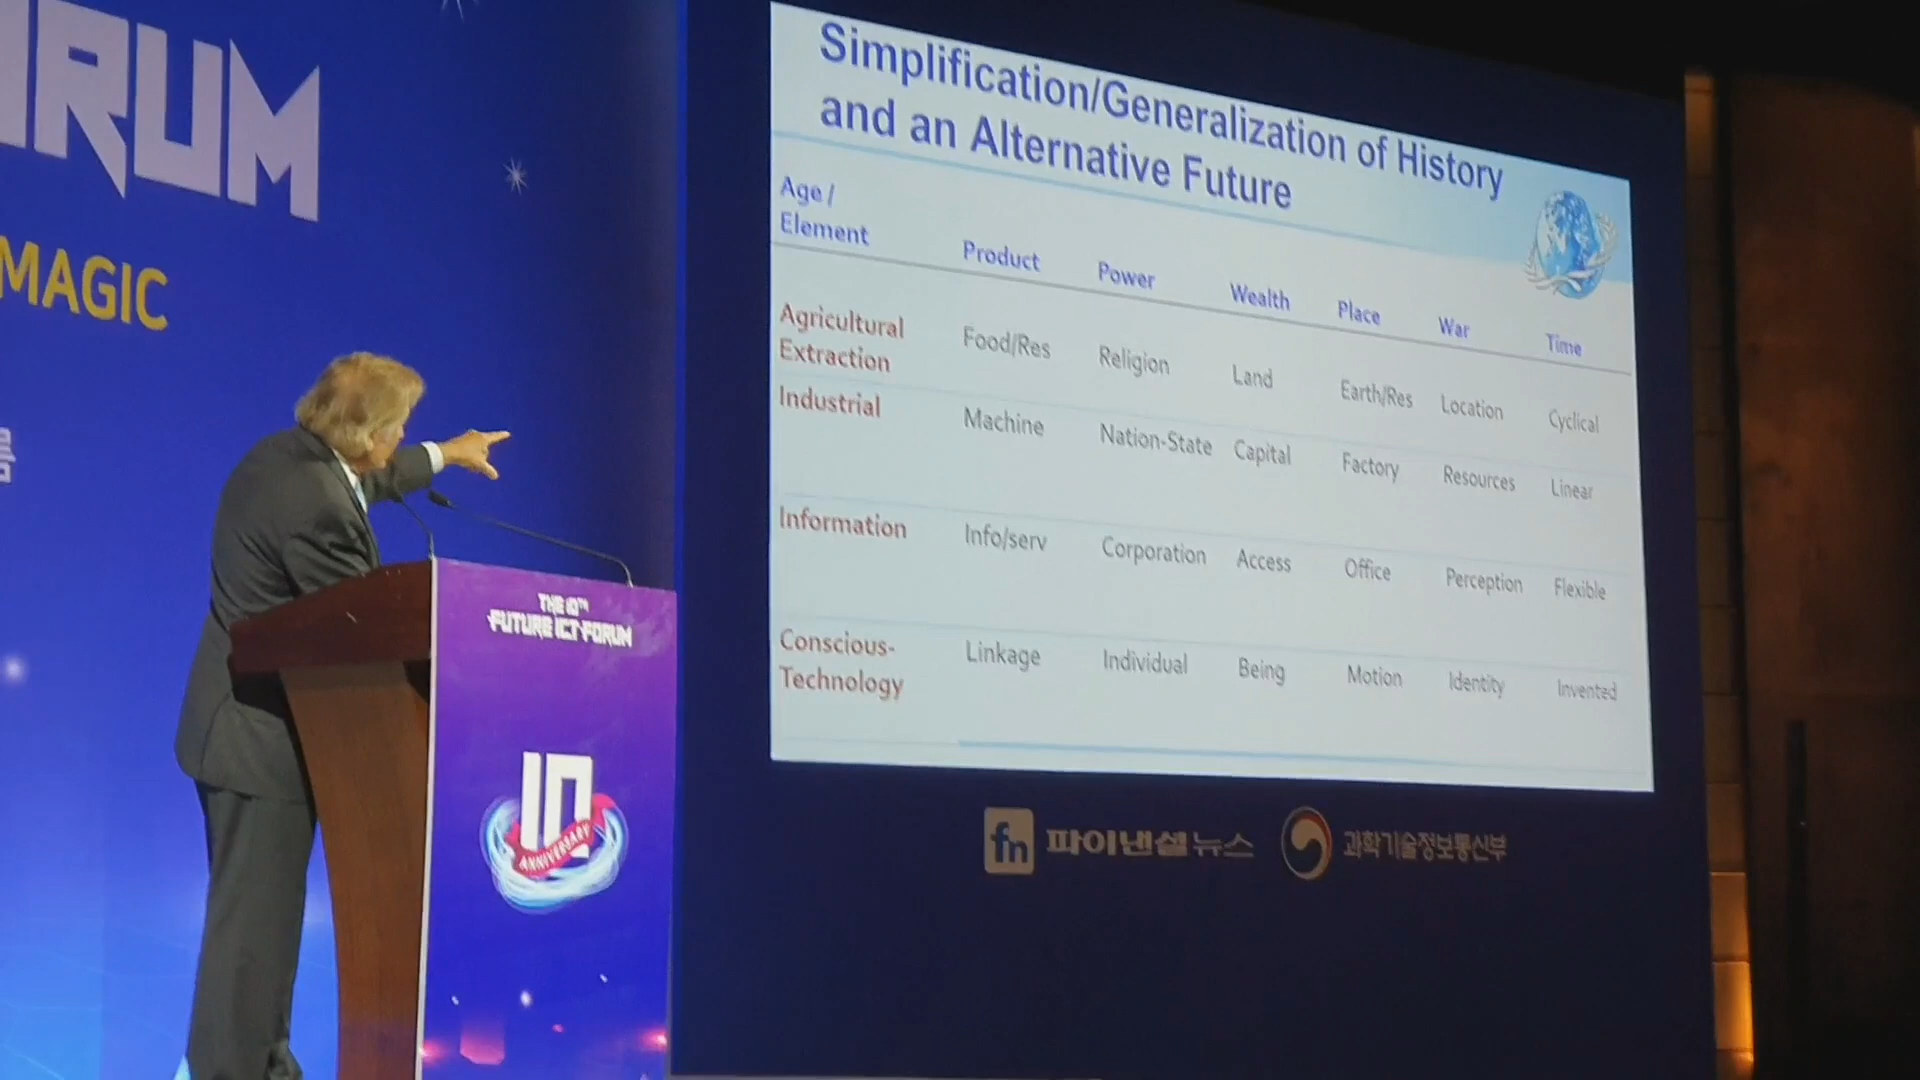 RUM
MAGIC
름
THE 10TH
FUTURE ICT FORUM
10
ANNIVERSARY
Simplification/Generalization of History
and an Alternative Future
Age /
Element Product Power Wealth Place War Time
Agricultural
Extraction Food/Res Religion Land Earth/Res Location Cyclical
Industrial Machine Nation-State Capital Factory Resources Linear
Information Info/serv Corporation Access Office Perception Flexible
Conscious-
Technology Linkage Individual Being Motion Identity Invented
fn 파이낸셜뉴스 과학기술정보통신부